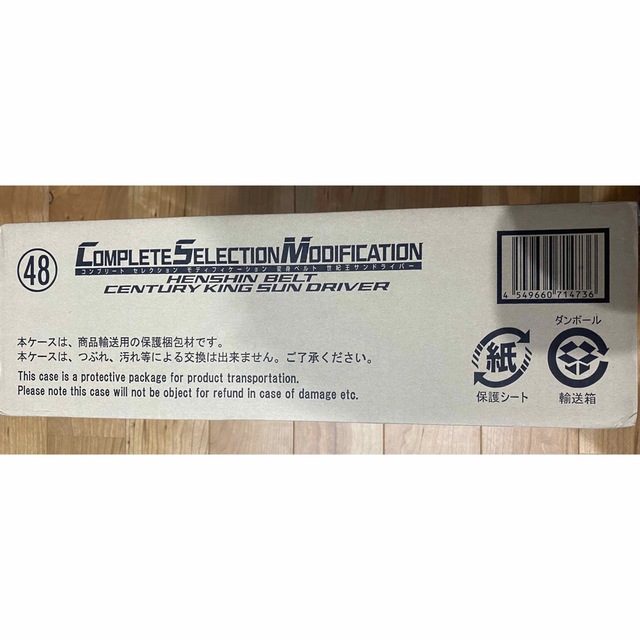 48
COMPLETE SELECTION MODIFICATION
コンプリート セレクション モディフィケーション 変身ベルト 世紀王サンドライバー
HENSHIN BELT
CENTURY KING SUN DRIVER
本ケースは、商品輸送用の保護梱包材です。
本ケースは、つぶれ、汚れ等による交換は出来ません。ご了承ください。
This case is a protective package for product transportation.
Please note this case will not be object for refund in case of damage etc.
4 549660 714736
紙
保護シート
ダンボール
輸送箱